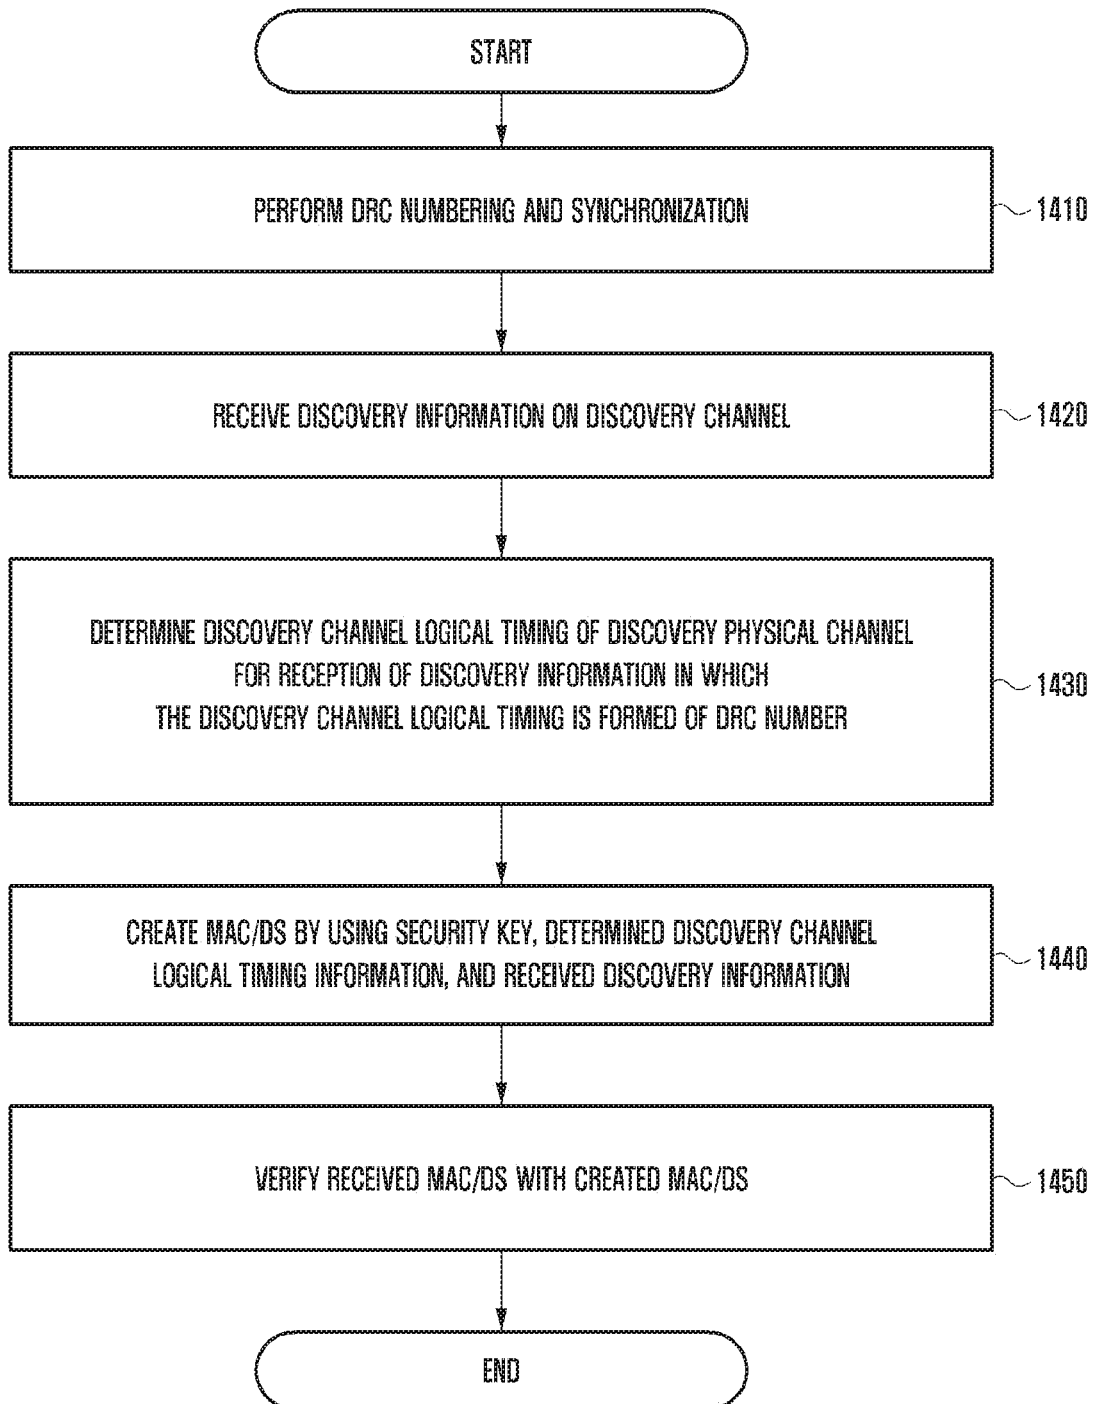 START
PERFORM DRC NUMBERING AND SYNCHRONIZATION
1410
RECEIVE DISCOVERY INFORMATION ON DISCOVERY CHANNEL
1420
DETERMINE DISCOVERY CHANNEL LOGICAL TIMING OF DISCOVERY PHYSICAL CHANNEL
FOR RECEPTION OF DISCOVERY INFORMATION IN WHICH
THE DISCOVERY CHANNEL LOGICAL TIMING IS FORMED OF DRC NUMBER
1430
CREATE MAC/DS BY USING SECURITY KEY, DETERMINED DISCOVERY CHANNEL
LOGICAL TIMING INFORMATION, AND RECEIVED DISCOVERY INFORMATION
1440
VERIFY RECEIVED MAC/DS WITH CREATED MAC/DS
1450
END